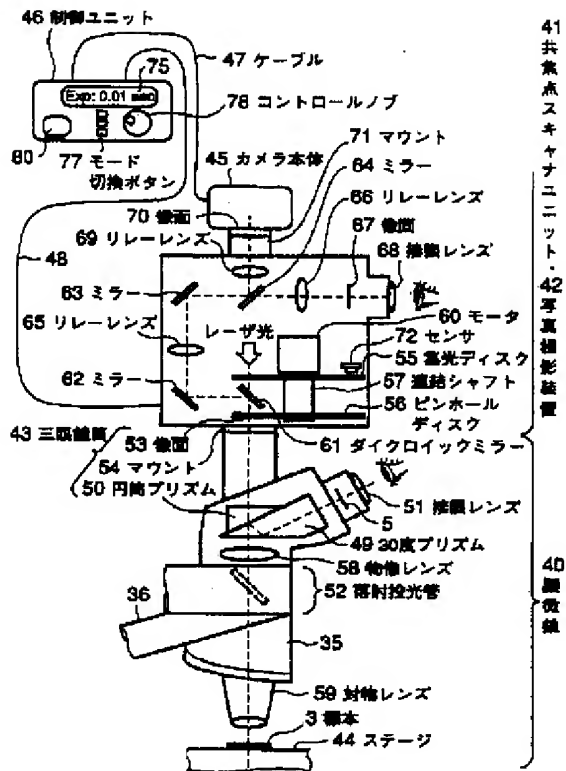 46 制御ユニット
75
Exp: 0.01 sec
47 ケーブル
78 コントロールノブ
80
77 モード
切換ボタン
71 マウント
45 カメラ本体
64 ミラー
70 像面
66 リレーレンズ
69 リレーレンズ
67 像面
68 接眼レンズ
48
63 ミラー
60 モータ
65 リレーレンズ
レーザ光
72 センサ
55 集光ディスク
57 連結シャフト
62 ミラー
56 ピンホール
ディスク
43 三眼鏡筒
53 像面
61 ダイクロイックミラー
54 マウント
50 円筒プリズム
51 接眼レンズ
5
49 30度プリズム
58 物像レンズ
52 落射投光管
36
35
59 対物レンズ
3 標本
44 ステージ
41 共焦点スキャナユニット・
42 写真撮影装置
40 顕微鏡